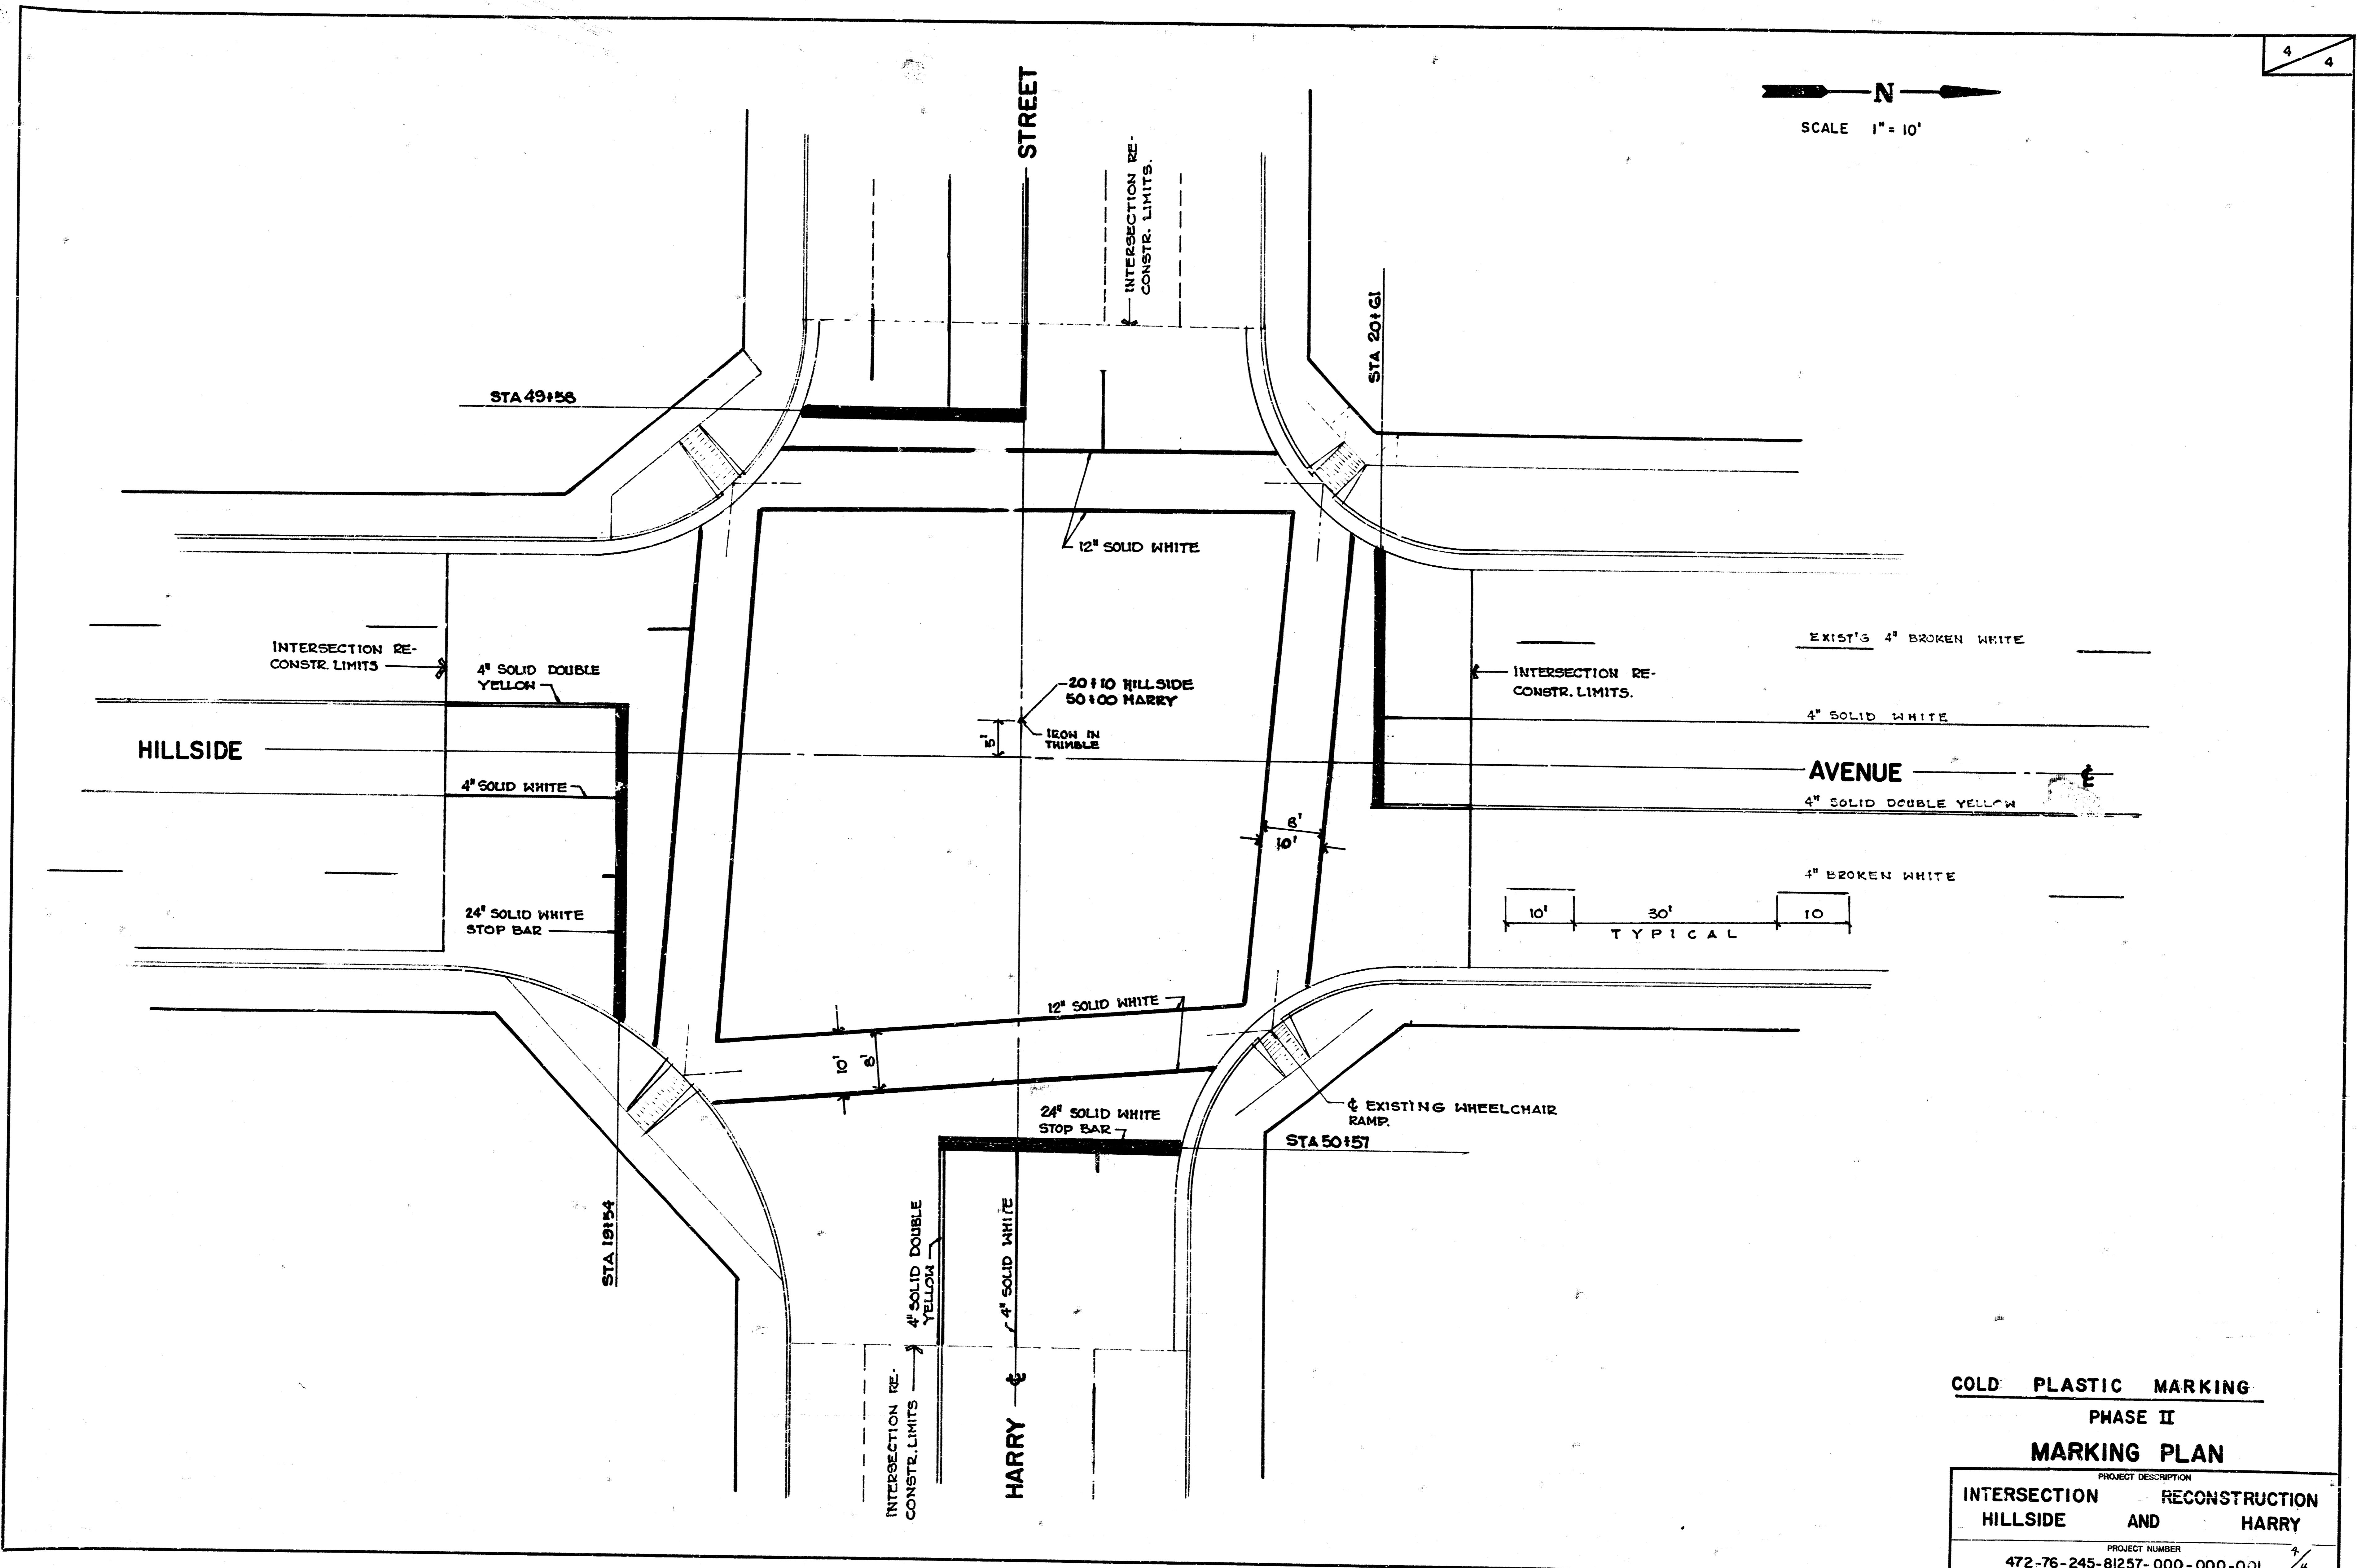 4/4
N
SCALE 1" = 10'
STREET
INTERSECTION RE-
CONSTR. LIMITS.
STA 20+61
STA 49+58
12" SOLID WHITE
INTERSECTION RE-
CONSTR. LIMITS
4" SOLID DOUBLE
YELLOW
20+10 HILLSIDE
50+00 HARRY
IRON IN
THIMBLE
5'
INTERSECTION RE-
CONSTR. LIMITS.
EXIST'G 4" BROKEN WHITE
4" SOLID WHITE
HILLSIDE
AVENUE
℄
4" SOLID WHITE
4" SOLID DOUBLE YELLOW
8'
10'
4" BROKEN WHITE
24" SOLID WHITE
STOP BAR
10' 30' 10
TYPICAL
12" SOLID WHITE
10'
8'
24" SOLID WHITE
STOP BAR
℄ EXISTING WHEELCHAIR
RAMP.
STA 50+57
STA 19+54
4" SOLID DOUBLE
YELLOW
4" SOLID WHITE
INTERSECTION RE-
CONSTR. LIMITS
HARRY ℄
COLD PLASTIC MARKING
PHASE II
MARKING PLAN
PROJECT DESCRIPTION
INTERSECTION RECONSTRUCTION
HILLSIDE AND HARRY
PROJECT NUMBER
472-76-245-81257-000-000-001
4/4